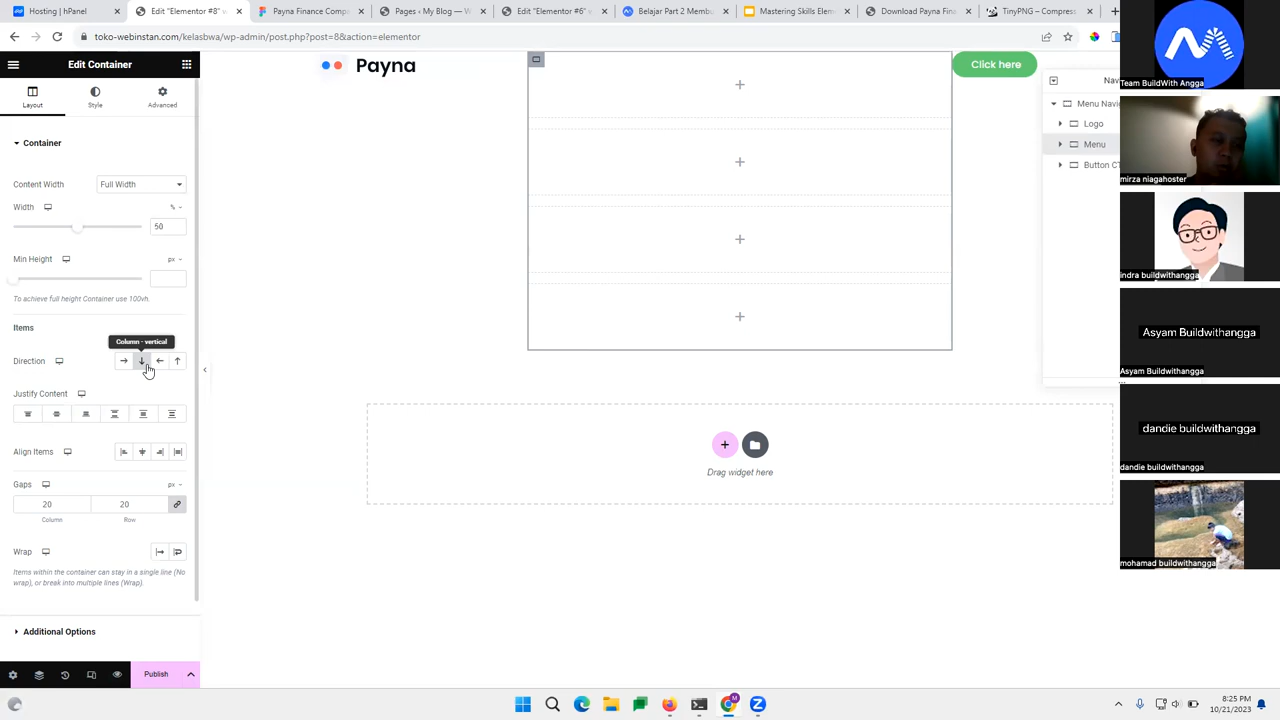 Hosting | hPanel
Edit "Elementor #8" w
Payna Finance Comp
Pages ‹ My Blog — W
Edit "Elementor #6" v
Belajar Part 2 Membu
Mastering Skills Elem
Download Payna Fina
TinyPNG – Compress
toko-webinstan.com/kelasbwa/wp-admin/post.php?post=8&action=elementor
Edit Container
Layout
Style
Advanced
Container
Content Width
Full Width
Width
%
50
Min Height
px
To achieve full height Container use 100vh.
Items
Column - vertical
Direction
Justify Content
Align Items
Gaps
px
20
20
Column
Row
Wrap
Items within the container can stay in a single line (No
wrap), or break into multiple lines (Wrap).
Additional Options
Publish
Payna
Click here
Drag widget here
Nav
Menu Navi
Logo
Menu
Button CT
Team BuildWith Angga
mirza niagahoster
indra buildwithangga
Asyam Buildwithangga
Asyam Buildwithangga
dandie buildwithangga
dandie buildwithangga
mohamad buildwithangga
8:25 PM
10/21/2023